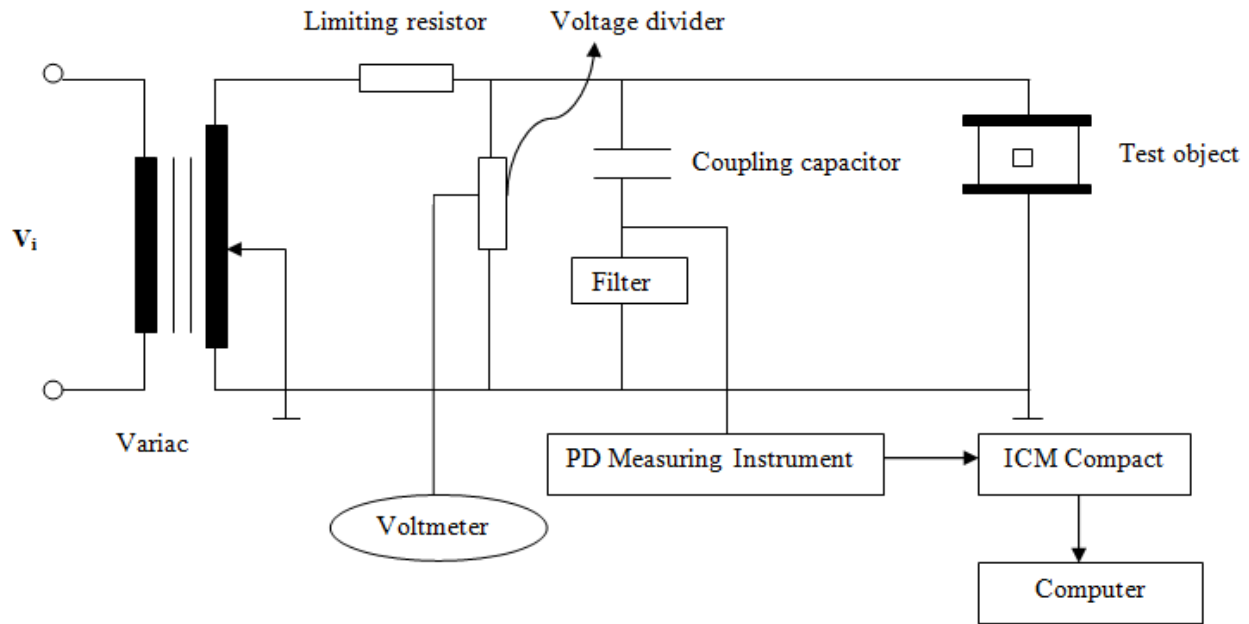 Limiting resistor
Voltage divider
Coupling capacitor
Test object
Vi
Filter
Variac
PD Measuring Instrument
ICM Compact
Voltmeter
Computer